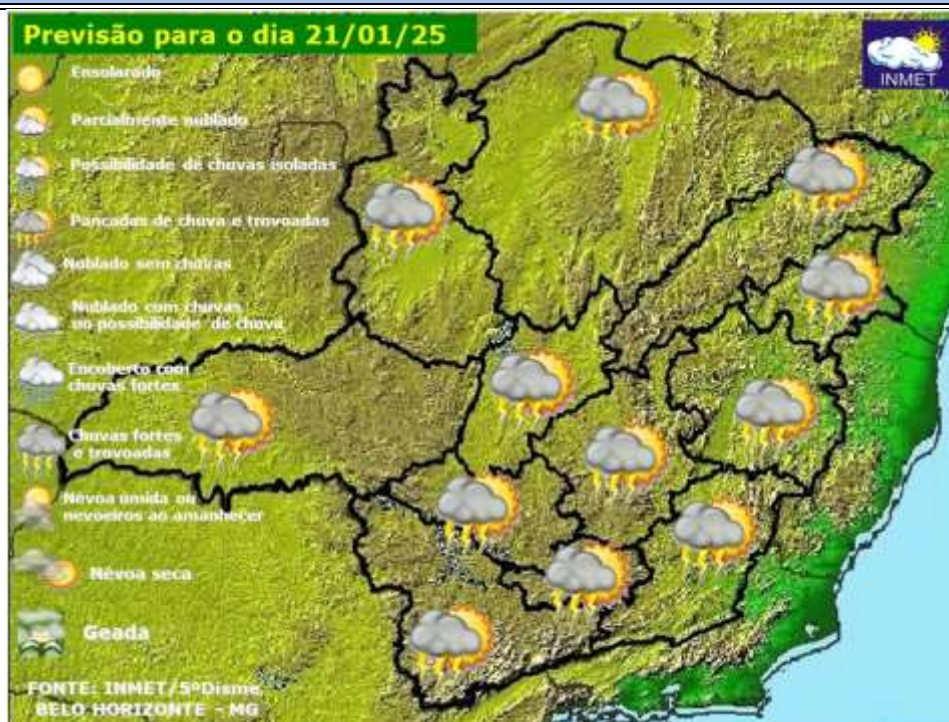 Previsão para o dia 21/01/25
INMET
Ensolarado
Parcialmente nublado
Possibilidade de chuvas isoladas
Pancadas de chuva e trovoadas
Nublado sem chuvas
Nublado com chuvas
ou possibilidade de chuva
Encoberto com
chuvas fortes
Chuvas fortes
e trovoadas
Névoa úmida ou
nevoeiros ao amanhecer
Névoa seca
Geada
FONTE: INMET/5ºDisme
BELO HORIZONTE - MG